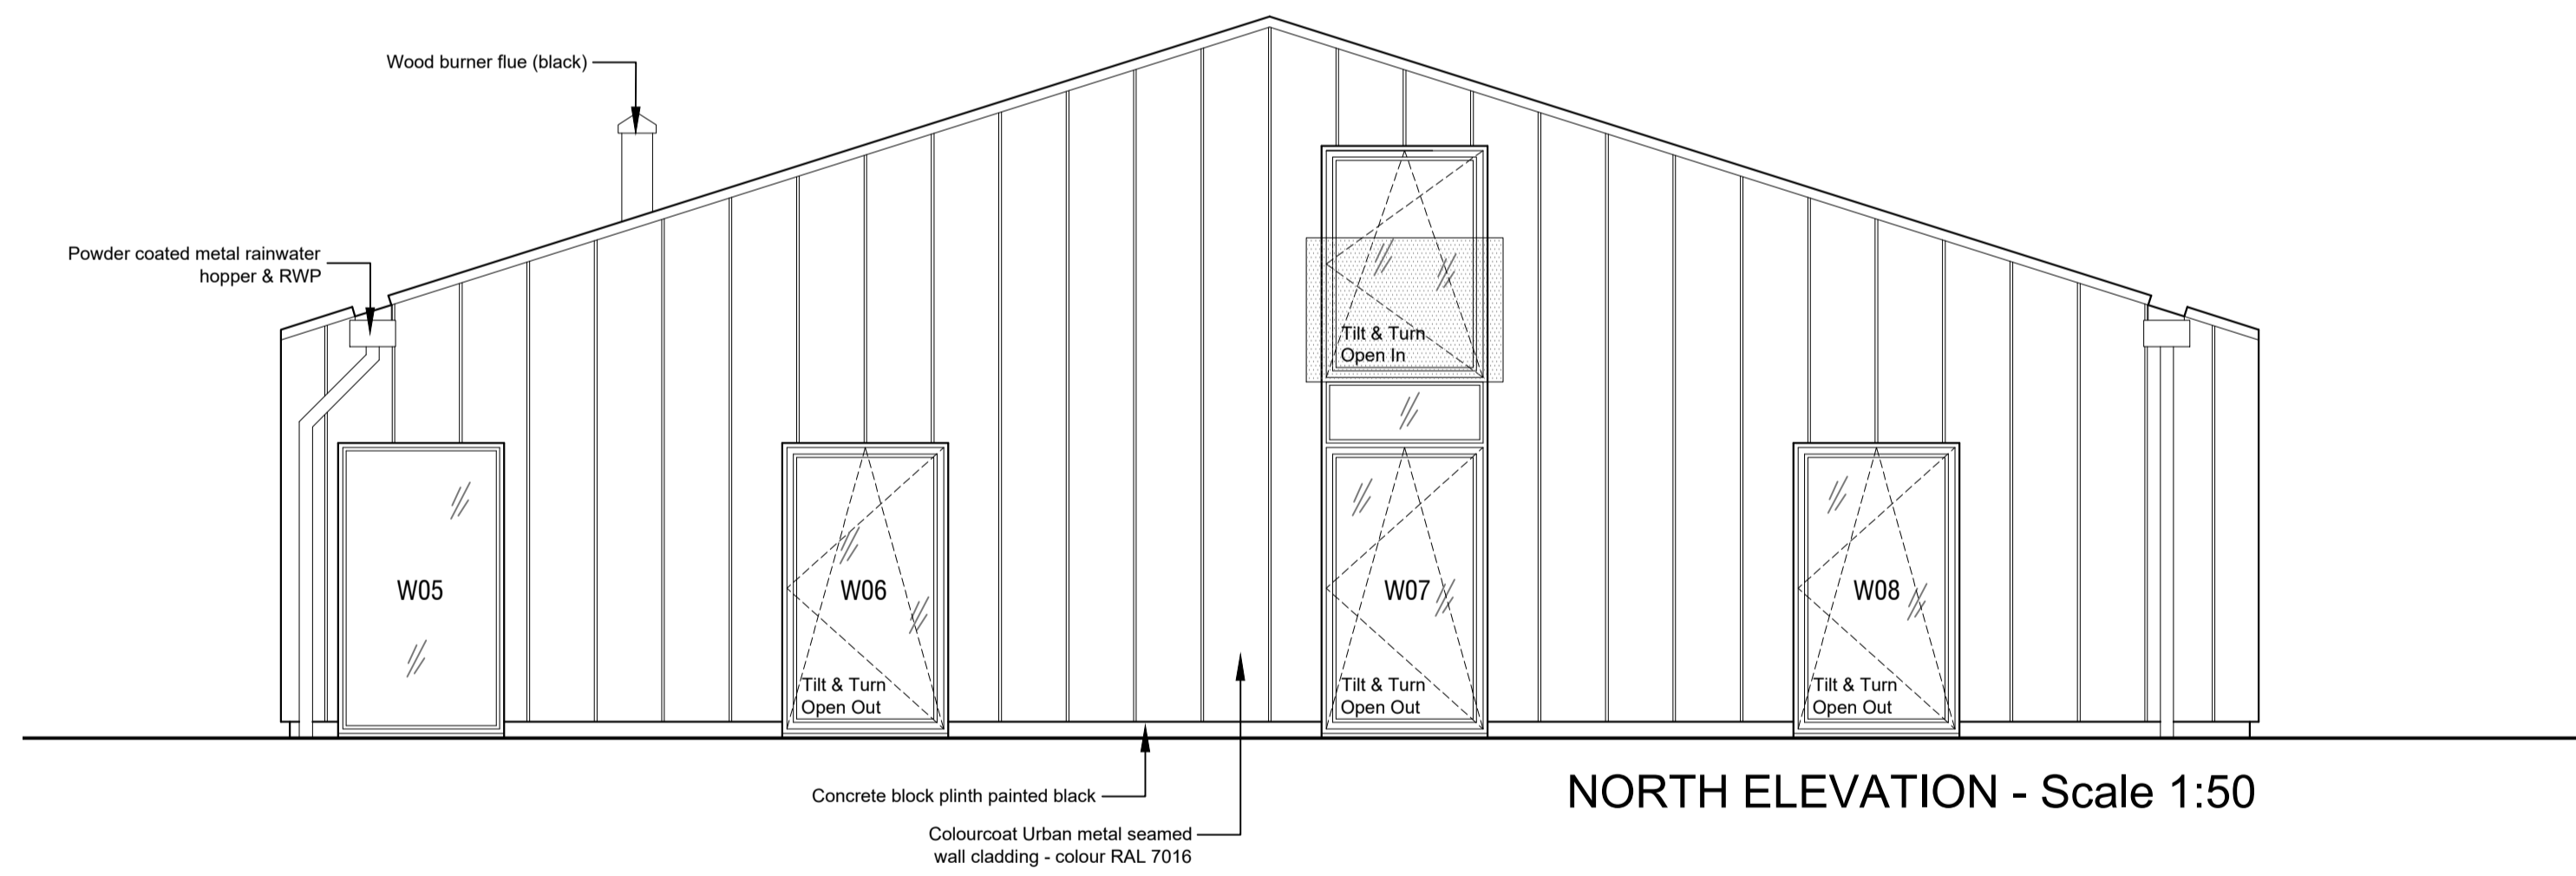 Wood burner flue (black)
Powder coated metal rainwater
hopper & RWP
Tilt & Turn
Open In
W05
W06
W07
W08
Tilt & Turn
Open Out
Tilt & Turn
Open Out
Tilt & Turn
Open Out
Concrete block plinth painted black
NORTH ELEVATION - Scale 1:50
Colourcoat Urban metal seamed
wall cladding - colour RAL 7016